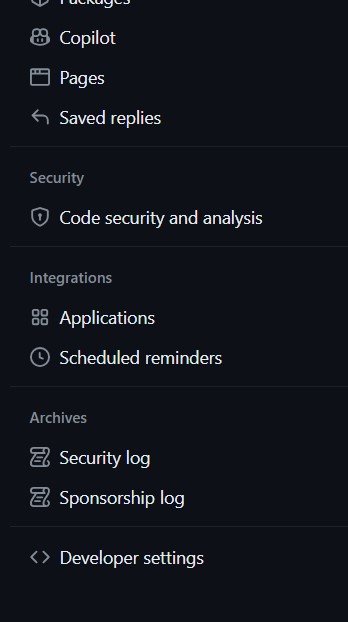 Packages
Copilot
Pages
Saved replies
Security
Code security and analysis
Integrations
Applications
Scheduled reminders
Archives
Security log
Sponsorship log
Developer settings